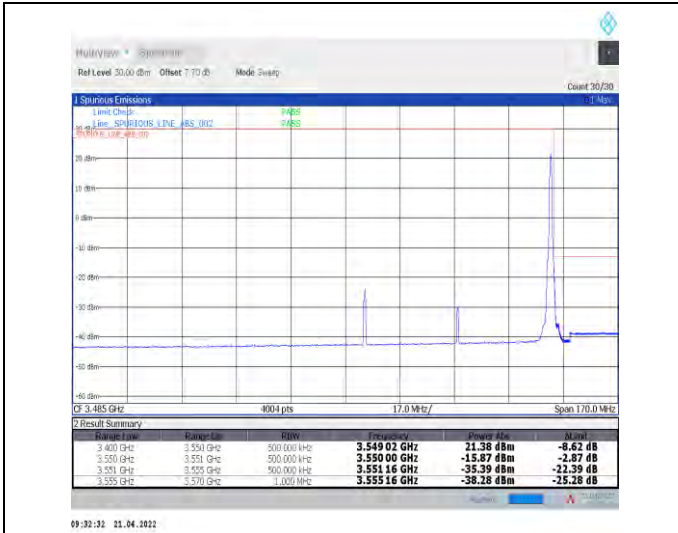 MultiView Spectrum
Ref Level 30.00 dBm Offset 7.70 dB Mode Sweep
Count 30/30
1 Spurious Emissions
Limit Check PASS
Line _SPURIOUS_LINE_ABS_002 PASS
20 dBm
10 dBm
0 dBm
-10 dBm
-20 dBm
-30 dBm
-40 dBm
-50 dBm
-60 dBm
CF 3.485 GHz 4004 pts 17.0 MHz/ Span 170.0 MHz
2 Result Summary
Range Low Range Up RBW Frequency Power Abs ΔLimit
3.400 GHz 3.550 GHz 500.000 kHz 3.549 02 GHz 21.38 dBm -8.62 dB
3.550 GHz 3.551 GHz 500.000 kHz 3.550 00 GHz -15.87 dBm -2.87 dB
3.551 GHz 3.555 GHz 500.000 kHz 3.551 16 GHz -35.39 dBm -22.39 dB
3.555 GHz 3.570 GHz 1.000 MHz 3.555 16 GHz -38.28 dBm -25.28 dB
09:32:32 21.04.2022